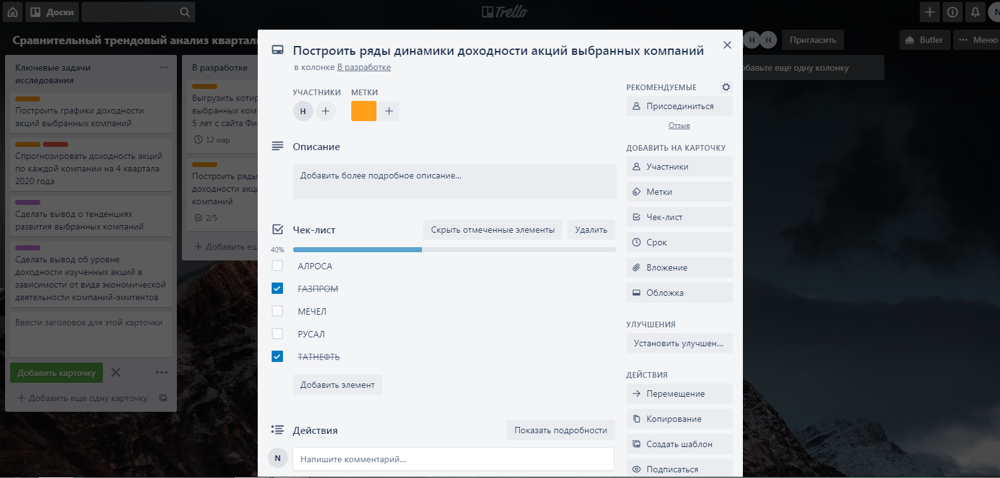 Доски
Trello
N
Сравнительный трендовый анализ квартал
Н
Н
Пригласить
Butler
Меню
Ключевые задачи
исследования
Построить графики доходности
акций выбранных компаний
Спрогнозировать доходность акций
по каждой компании на 4 квартала
2020 года
Сделать вывод о тенденциях
развития выбранных компаний
Сделать вывод об уровне
доходности изученных акций в
зависимости от вида экономической
деятельности компаний-эмитентов
Ввести заголовок для этой карточки
Добавить карточку
Добавить еще одну карточку
В разработке
Выгрузить котир
выбранных ком
5 лет с сайта Фи
12 мар
Построить ряды
доходности акц
компаний
2/5
Добавить ещ
бавьте еще одну колонку
Построить ряды динамики доходности акций выбранных компаний
в колонке В разработке
УЧАСТНИКИ
МЕТКИ
Н
Описание
Добавить более подробное описание...
Чек-лист
Скрыть отмеченные элементы
Удалить
40%
АЛРОСА
ГАЗПРОМ
МЕЧЕЛ
РУСАЛ
ТАТНЕФТЬ
Добавить элемент
Действия
Показать подробности
N
Напишите комментарий...
РЕКОМЕНДУЕМЫЕ
Присоединиться
Отзыв
ДОБАВИТЬ НА КАРТОЧКУ
Участники
Метки
Чек-лист
Срок
Вложение
Обложка
УЛУЧШЕНИЯ
Установить улучшен...
ДЕЙСТВИЯ
Перемещение
Копирование
Создать шаблон
Подписаться